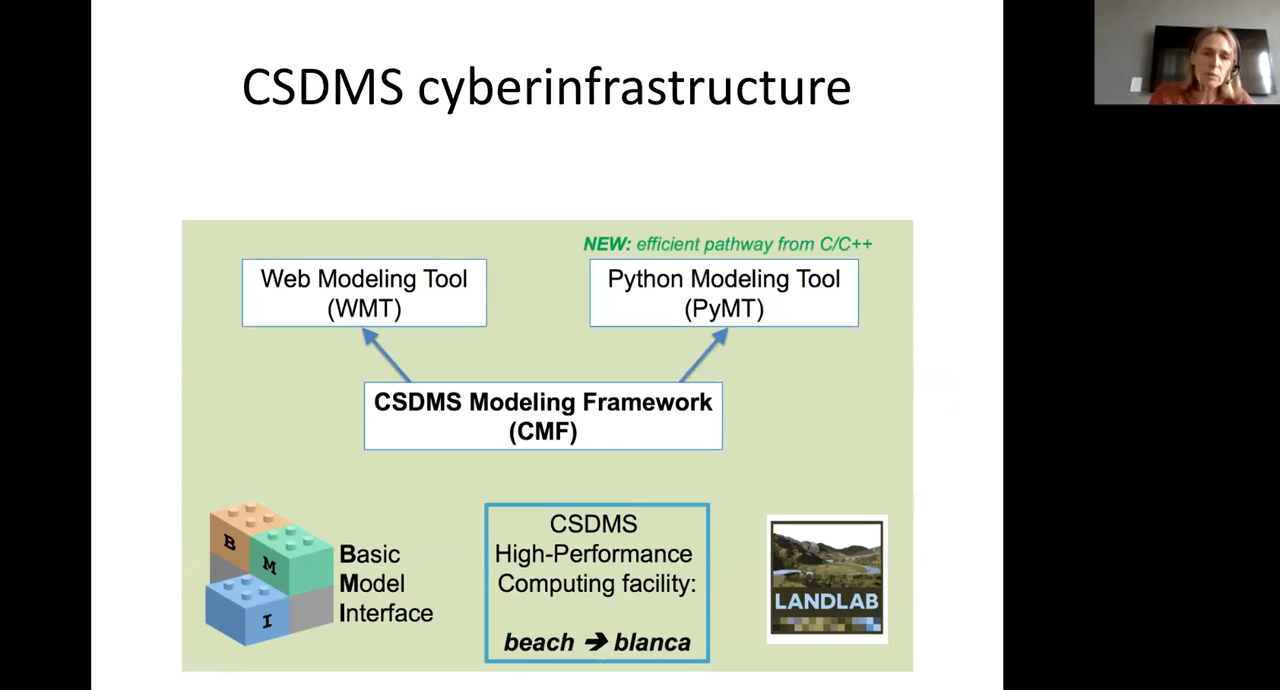 CSDMS cyberinfrastructure
NEW: efficient pathway from C/C++
Web Modeling Tool
(WMT)
Python Modeling Tool
(PyMT)
CSDMS Modeling Framework
(CMF)
B
M
I
Basic
Model
Interface
CSDMS
High-Performance
Computing facility:
beach ➔ blanca
LANDLAB